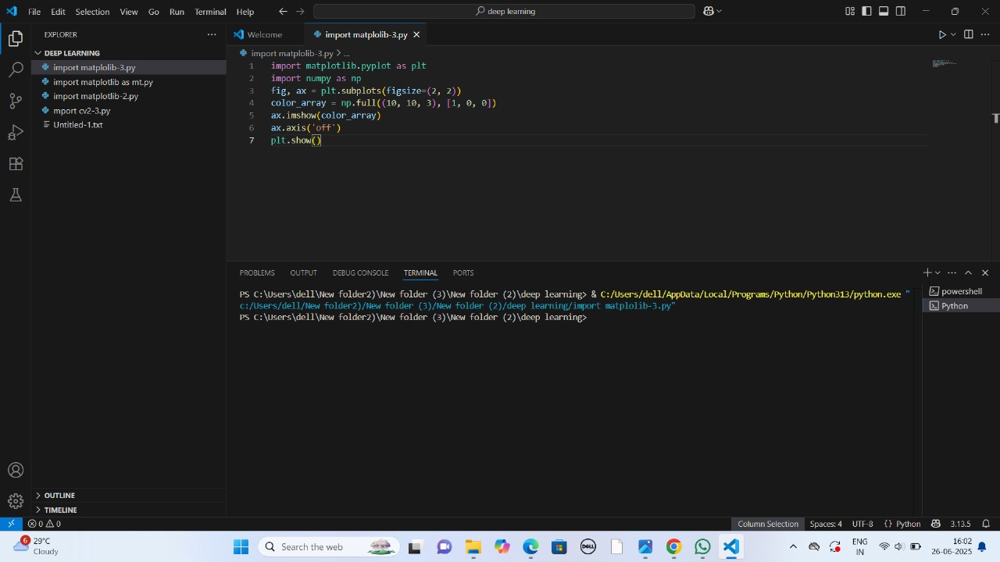 File Edit Selection View Go Run Terminal Help
deep learning
EXPLORER
DEEP LEARNING
import matplolib-3.py
import matplotlib as mt.py
import matplotlib-2.py
mport cv2-3.py
Untitled-1.txt
OUTLINE
TIMELINE
Welcome
import matplolib-3.py
import matplolib-3.py > ...
1 import matplotlib.pyplot as plt
2 import numpy as np
3 fig, ax = plt.subplots(figsize=(2, 2))
4 color_array = np.full((10, 10, 3), [1, 0, 0])
5 ax.imshow(color_array)
6 ax.axis('off')
7 plt.show()
PROBLEMS OUTPUT DEBUG CONSOLE TERMINAL PORTS
PS C:\Users\dell\New folder2)\New folder (3)\New folder (2)\deep learning> & C:/Users/dell/AppData/Local/Programs/Python/Python313/python.exe "
c:/Users/dell/New folder2)/New folder (3)/New folder (2)/deep learning/import matplolib-3.py"
PS C:\Users\dell\New folder2)\New folder (3)\New folder (2)\deep learning>
powershell
Python
0 0
Column Selection Spaces: 4 UTF-8 {} Python 3.13.5
6
29°C
Cloudy
Search the web
DELL
ENG
IN
16:02
26-06-2025